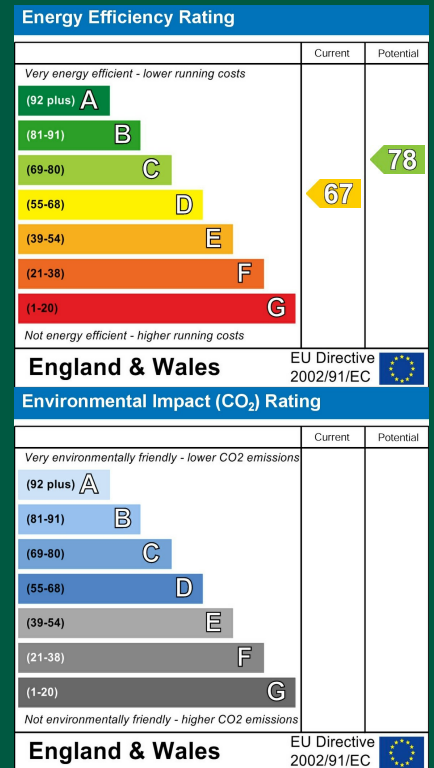 Energy Efficiency Rating
Current Potential
Very energy efficient - lower running costs
(92 plus) A
(81-91) B
(69-80) C
(55-68) D
(39-54) E
(21-38) F
(1-20) G
67
78
Not energy efficient - higher running costs
England & Wales
EU Directive
2002/91/EC
Environmental Impact (CO₂) Rating
Current Potential
Very environmentally friendly - lower CO2 emissions
(92 plus) A
(81-91) B
(69-80) C
(55-68) D
(39-54) E
(21-38) F
(1-20) G
Not environmentally friendly - higher CO2 emissions
England & Wales
EU Directive
2002/91/EC